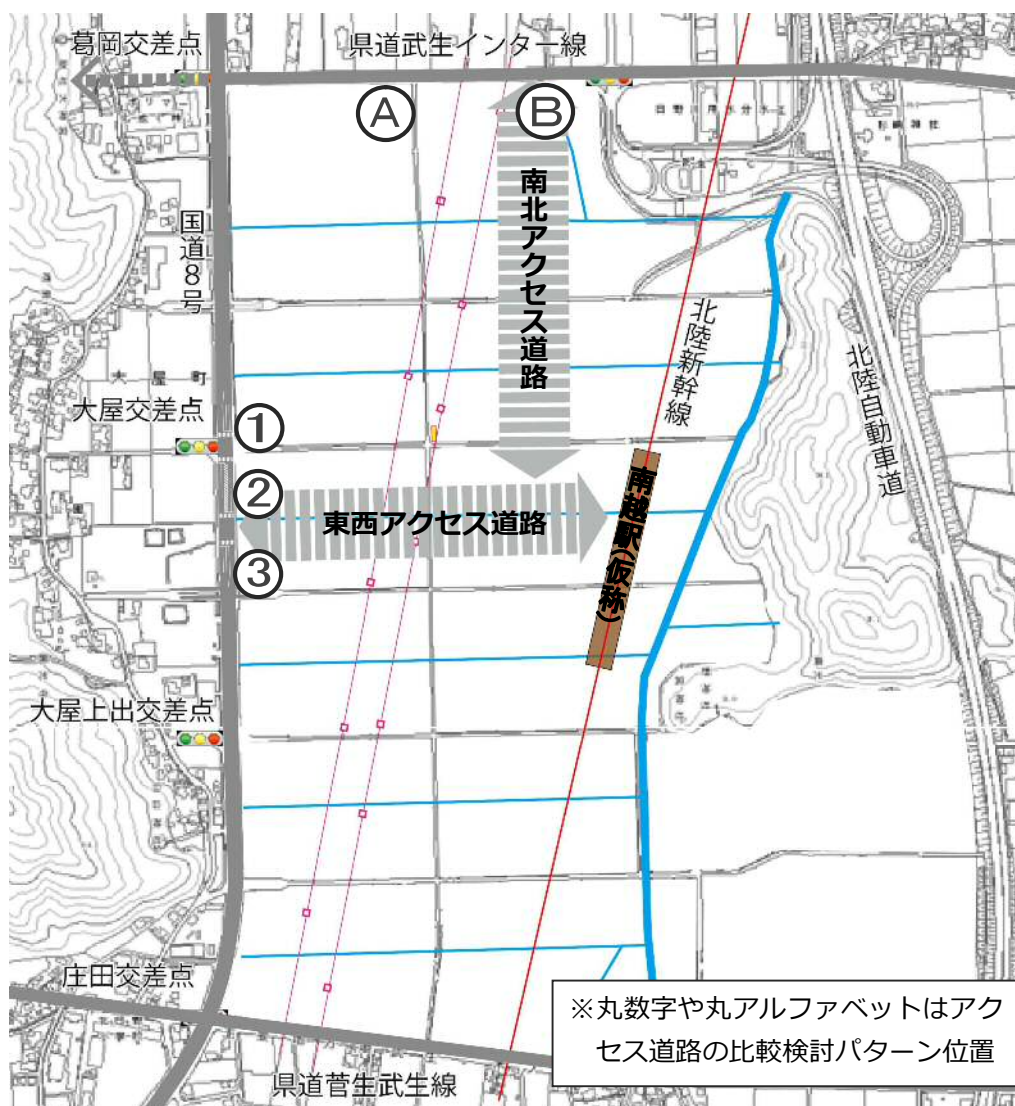 葛岡交差点
県道武生インター線
Ⓐ
Ⓑ
南北アクセス道路
国道8号
北陸新幹線
北陸自動車道
大屋町
大屋交差点
①
②
東西アクセス道路
③
南越駅(仮称)
大屋上出交差点
庄田交差点
県道菅生武生線
※丸数字や丸アルファベットはアク
セス道路の比較検討パターン位置